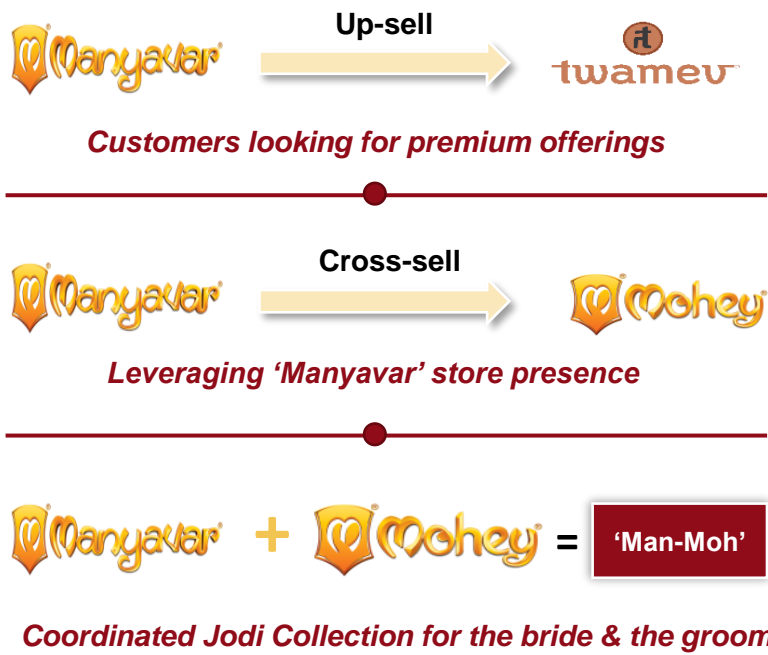 Manyavar Up-sell twamev
Customers looking for premium offerings
Manyavar Cross-sell Mohey
Leveraging ‘Manyavar’ store presence
Manyavar + Mohey = ‘Man-Moh’
Coordinated Jodi Collection for the bride & the groom